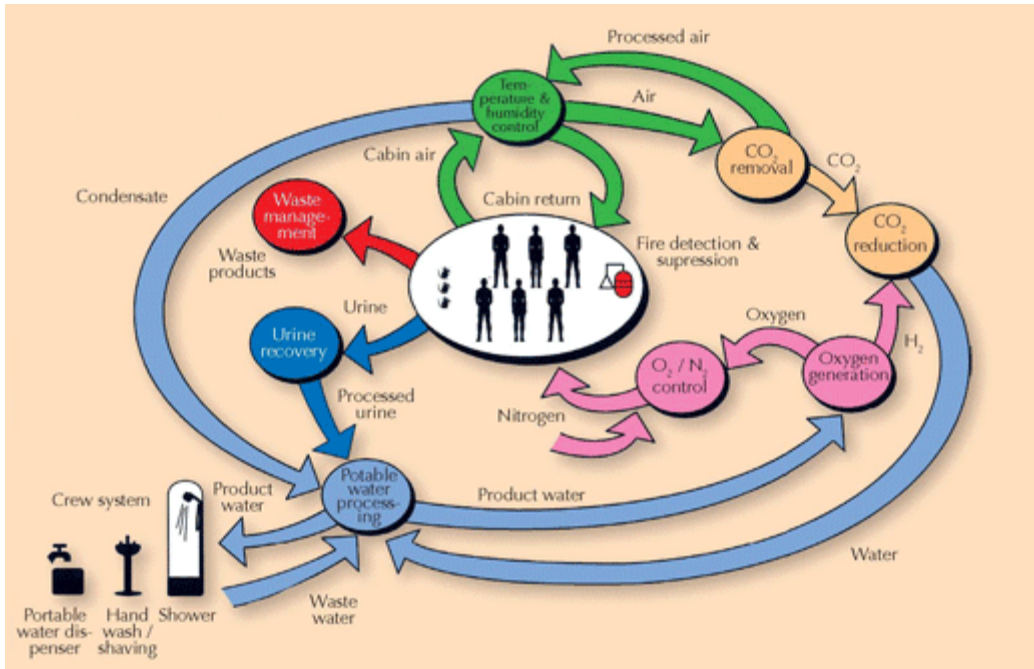 Processed air
Tem-
perature &
humidity
control
Air
Cabin air
CO₂
removal
CO₂
Condensate
Waste
manage-
ment
Cabin return
CO₂
reduction
Waste
products
Fire detection &
supression
Urine
Oxygen
H₂
Urine
recovery
O₂ / N₂
control
Oxygen
generation
Processed
urine
Nitrogen
Potable
water
process-
ing
Crew system
Product
water
Product water
Water
Waste
water
Portable
water dis-
penser
Hand
wash /
shaving
Shower